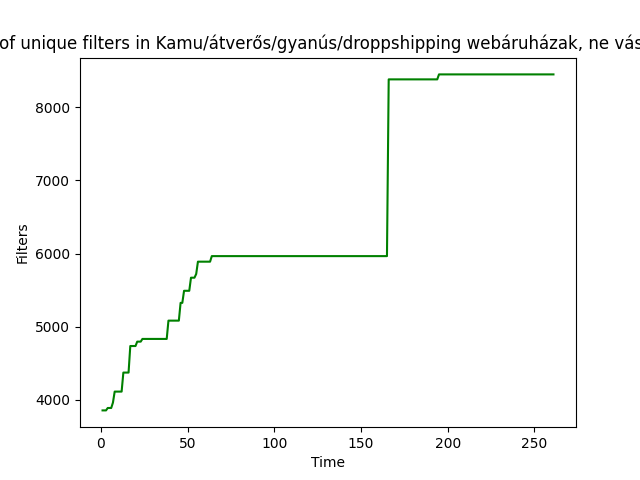 of unique filters in Kamu/átverős/gyanús/droppshipping webáruházak, ne vás
8000
7000
6000
5000
4000
Filters
0 50 100 150 200 250
Time